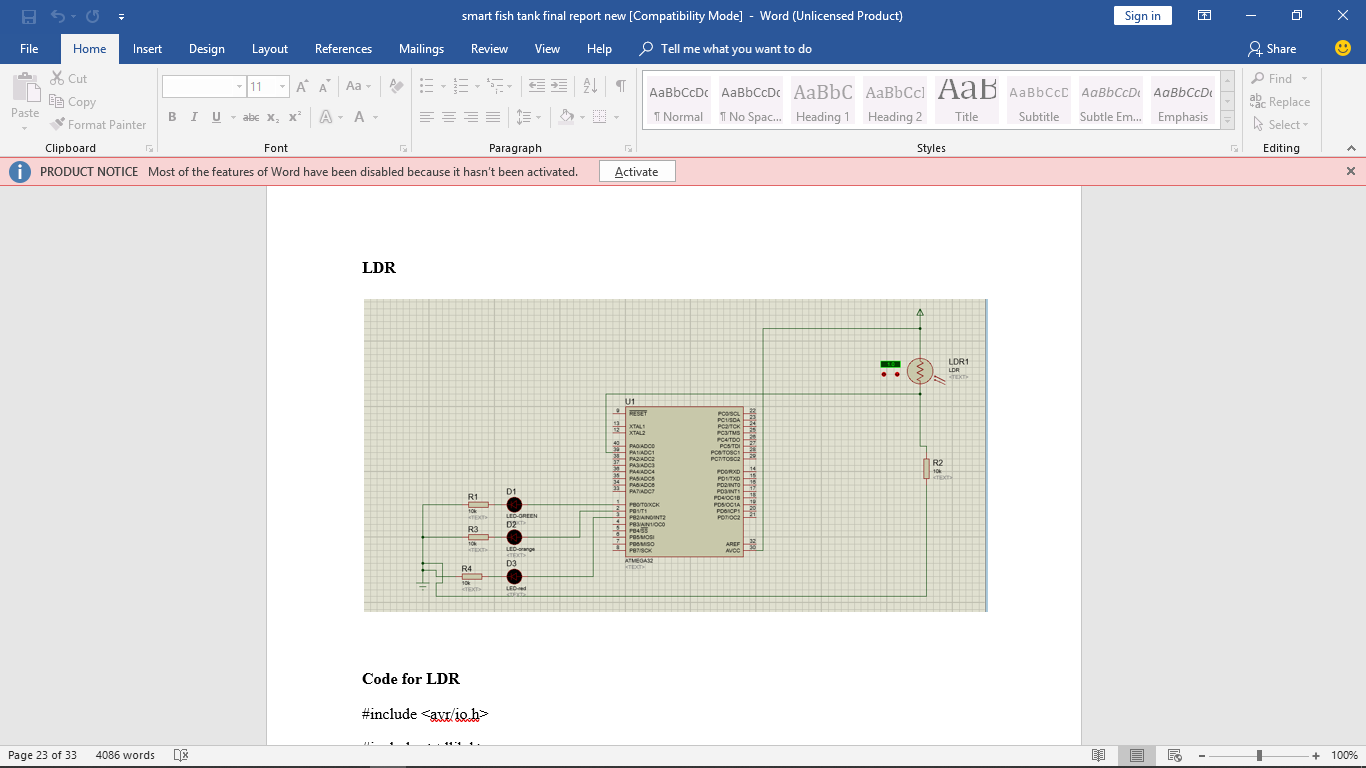 smart fish tank final report new [Compatibility Mode] - Word (Unlicensed Product)
Sign in
File Home Insert Design Layout References Mailings Review View Help Tell me what you want to do Share
Paste
Cut
Copy
Format Painter
Clipboard
11
Aa
B I U abc x₂ x²
A A
Font
Paragraph
AaBbCcDc AaBbCcDc AaBbC AaBbCcI AaB AaBbCcD AaBbCcDc AaBbCcDc
¶ Normal ¶ No Spac... Heading 1 Heading 2 Title Subtitle Subtle Em... Emphasis
Styles
Find
Replace
Select
Editing
PRODUCT NOTICE Most of the features of Word have been disabled because it hasn't been activated. Activate
LDR
LDR1
LDR
<TEXT>
U1
9 RESET
13 XTAL1
12 XTAL2
40 PA0/ADC0
39 PA1/ADC1
38 PA2/ADC2
37 PA3/ADC3
36 PA4/ADC4
35 PA5/ADC5
34 PA6/ADC6
33 PA7/ADC7
1 PB0/T0/XCK
2 PB1/T1
3 PB2/AIN0/INT2
4 PB3/AIN1/OC0
5 PB4/SS
6 PB5/MOSI
7 PB6/MISO
8 PB7/SCK
PC0/SCL 22
PC1/SDA 23
PC2/TCK 24
PC3/TMS 25
PC4/TDO 26
PC5/TDI 27
PC6/TOSC1 28
PC7/TOSC2 29
PD0/RXD 14
PD1/TXD 15
PD2/INT0 16
PD3/INT1 17
PD4/OC1B 18
PD5/OC1A 19
PD6/ICP1 20
PD7/OC2 21
AREF 32
AVCC 30
ATMEGA32
<TEXT>
R2
10k
<TEXT>
R1
10k
<TEXT>
D1
LED-GREEN
<TEXT>
R3
10k
<TEXT>
D2
LED-orange
<TEXT>
R4
10k
<TEXT>
D3
LED-red
<TEXT>
Code for LDR
#include <avr/io.h>
Page 23 of 33 4086 words
100%